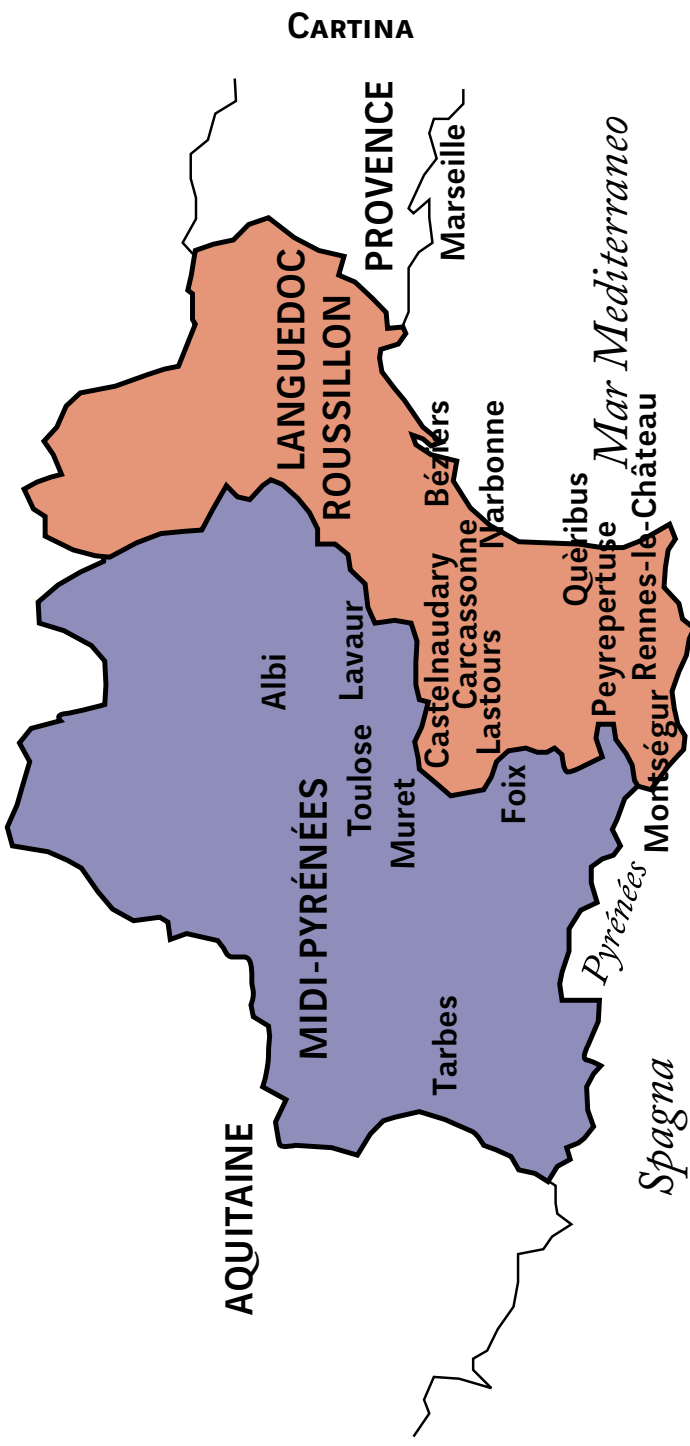 CARTINA
AQUITAINE
MIDI-PYRÉNÉES
Albi
Lavaur
Toulose
Muret
Tarbes
LANGUEDOC
ROUSSILLON
PROVENCE
Marseille
Béziers
Narbonne
Castelnaudary
Carcassonne
Lastours
Foix
Quèribus
Peyrepertuse
Rennes-le-Château
Montségur
Mar Mediterraneo
Pyrénées
Spagna